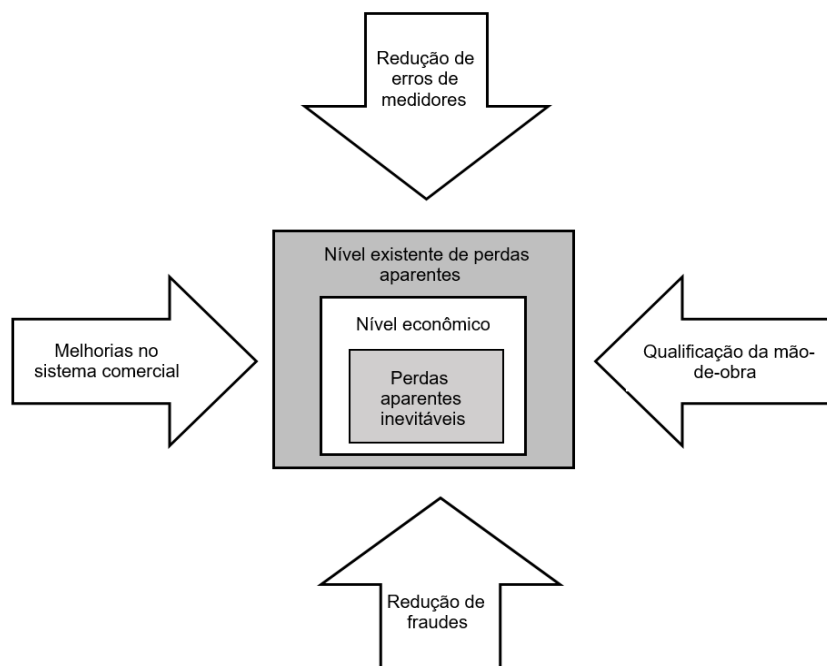 Redução de
erros de
medidores
Nível existente de perdas
aparentes
Nível econômico
Perdas
aparentes
inevitáveis
Melhorias no
sistema comercial
Qualificação da mão-
de-obra
Redução de
fraudes